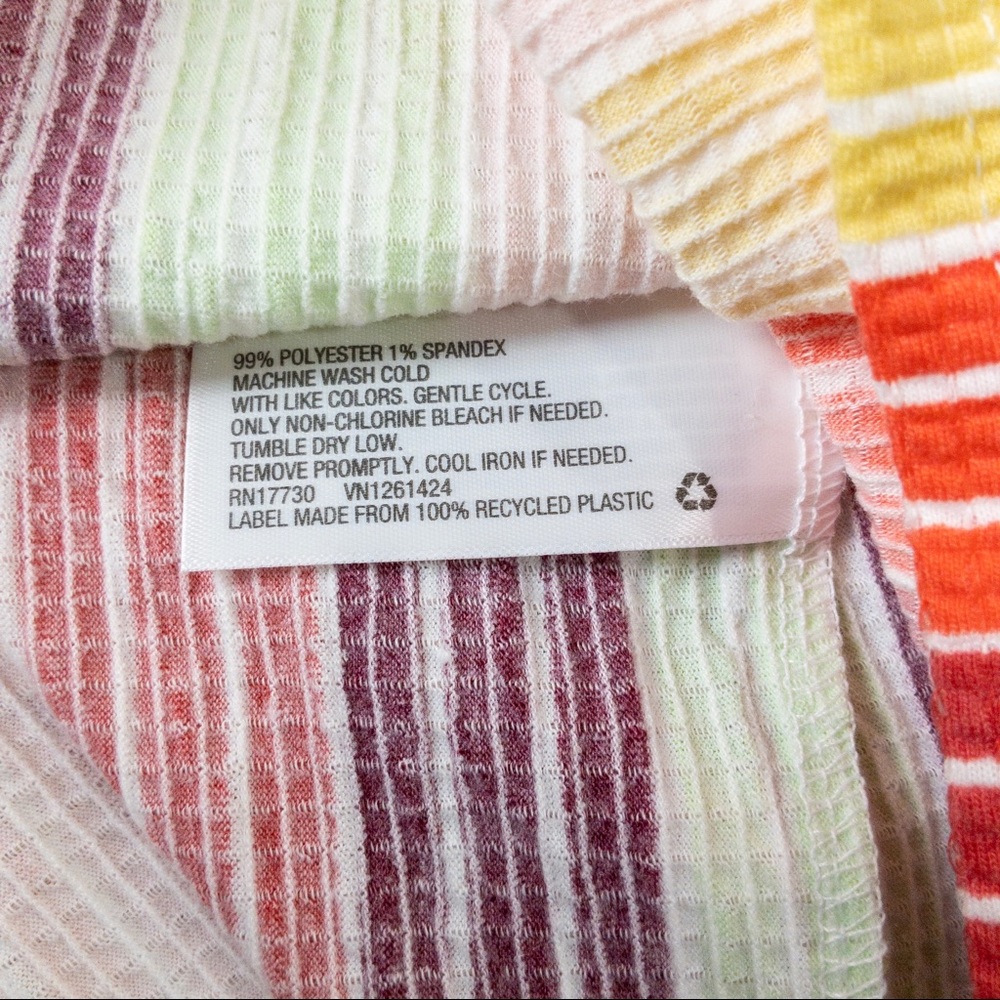 99% POLYESTER 1% SPANDEX
MACHINE WASH COLD
WITH LIKE COLORS. GENTLE CYCLE.
ONLY NON-CHLORINE BLEACH IF NEEDED.
TUMBLE DRY LOW.
REMOVE PROMPTLY. COOL IRON IF NEEDED.
RN17730 VN1261424
LABEL MADE FROM 100% RECYCLED PLASTIC